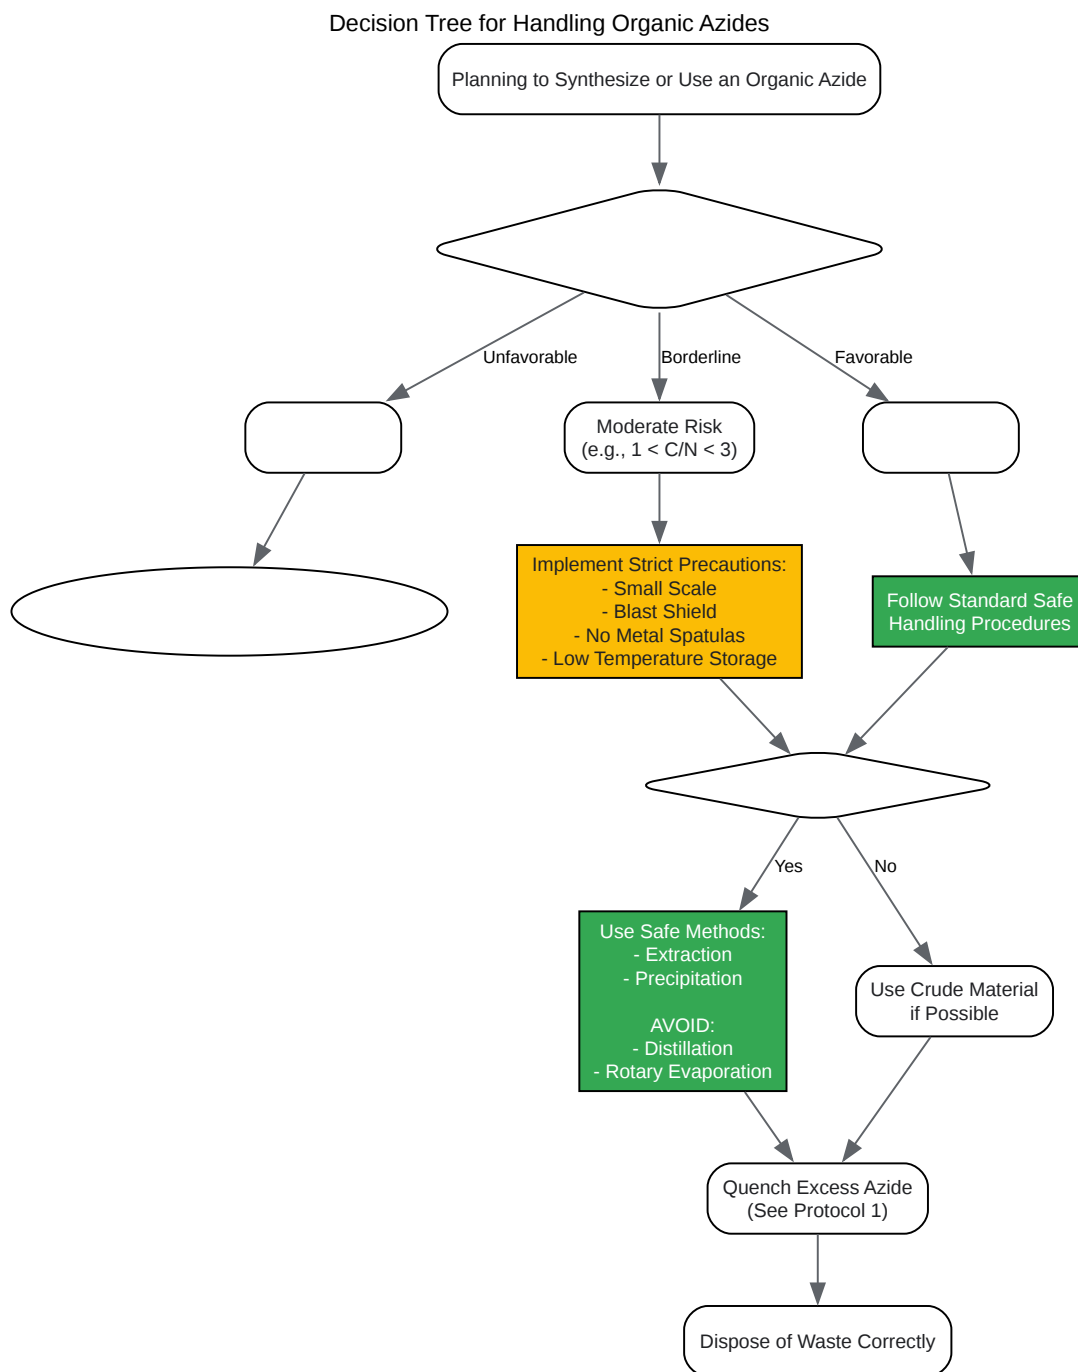 Decision Tree for Handling Organic Azides
Planning to Synthesize or Use an Organic Azide
Unfavorable
Borderline
Favorable
Moderate Risk
(e.g., 1 < C/N < 3)
Implement Strict Precautions:
- Small Scale
- Blast Shield
- No Metal Spatulas
- Low Temperature Storage
Follow Standard Safe
Handling Procedures
Yes
No
Use Safe Methods:
- Extraction
- Precipitation
AVOID:
- Distillation
- Rotary Evaporation
Use Crude Material
if Possible
Quench Excess Azide
(See Protocol 1)
Dispose of Waste Correctly